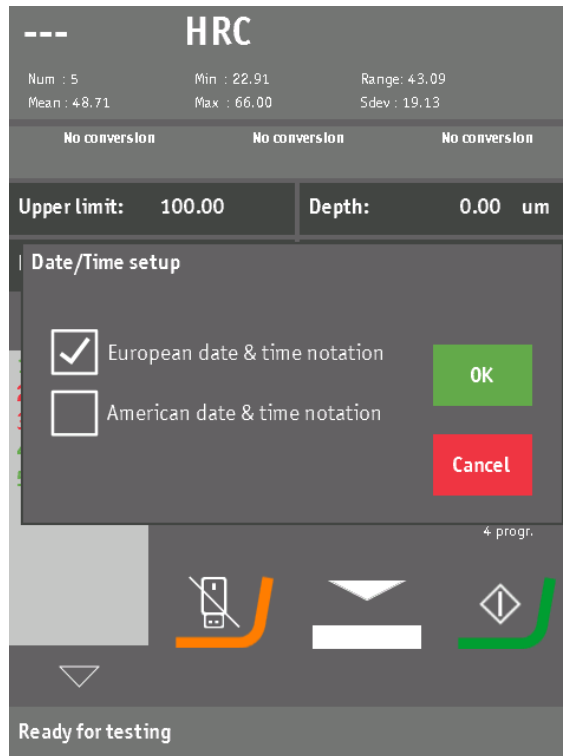 --- HRC
Num : 5 Min : 22.91 Range: 43.09
Mean : 48.71 Max : 66.00 Sdev : 19.13
No conversion No conversion No conversion
Upper limit: 100.00 Depth: 0.00 um
Date/Time setup
European date & time notation
OK
American date & time notation
Cancel
4 progr.
Ready for testing